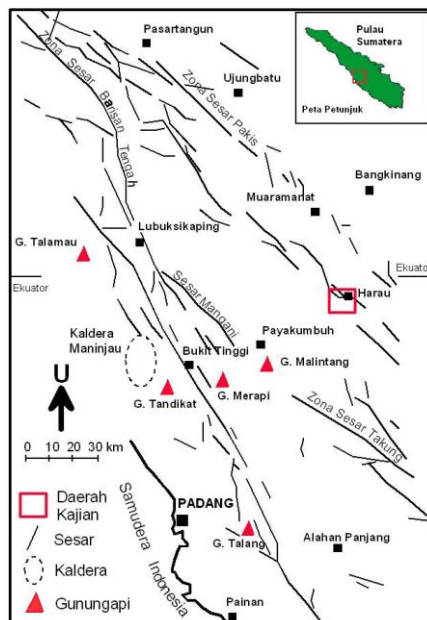 Pasartangun
Pulau
Sumatera
Peta Petunjuk
Zona Sesar Barisan Tengah
Zona Sesar Pakis
Ujungbatu
Bangkinang
Muaramanat
Lubuksikaping
G. Talamau
Ekuator
Ekuator
Harau
Sesar Mangani
Kaldera
Maninjau
Payakumbuh
Bukit Tinggi
G. Malintang
G. Merapi
G. Tandikat
U
0 10 20 30 km
Zona Sesar Takung
Daerah
Kajian
Sesar
Kaldera
Gunungapi
Samudera
Indonesia
PADANG
G. Talang
Alahan Panjang
Painan